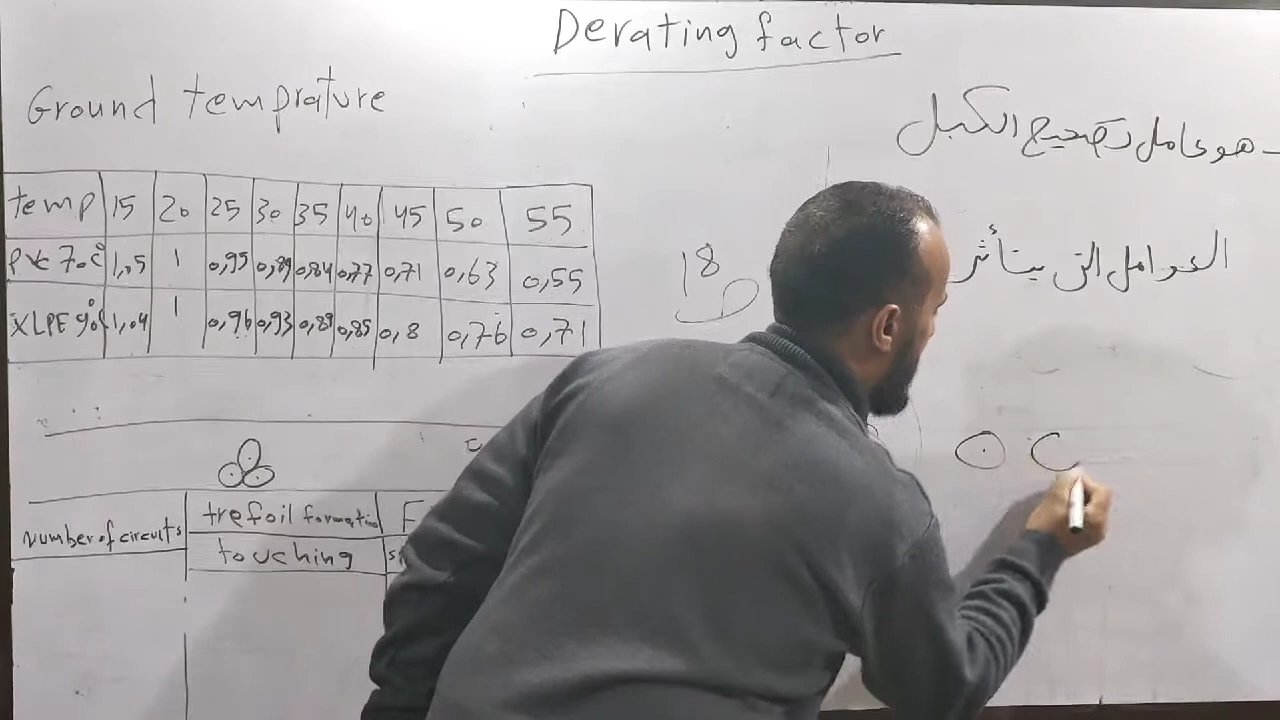 Derating factor
Ground temprature
- هو عامل تصحيح الكبل
temp 15 20 25 30 35 40 45 50 55
PVC 70°C 1,05 1 0,95 0,89 0,84 0,77 0,71 0,63 0,55
XLPE 90° 1,04 1 0,96 0,93 0,89 0,85 0,8 0,76 0,71
العوامل التى يتأثر
18
number of circuits trefoil formation F
touching